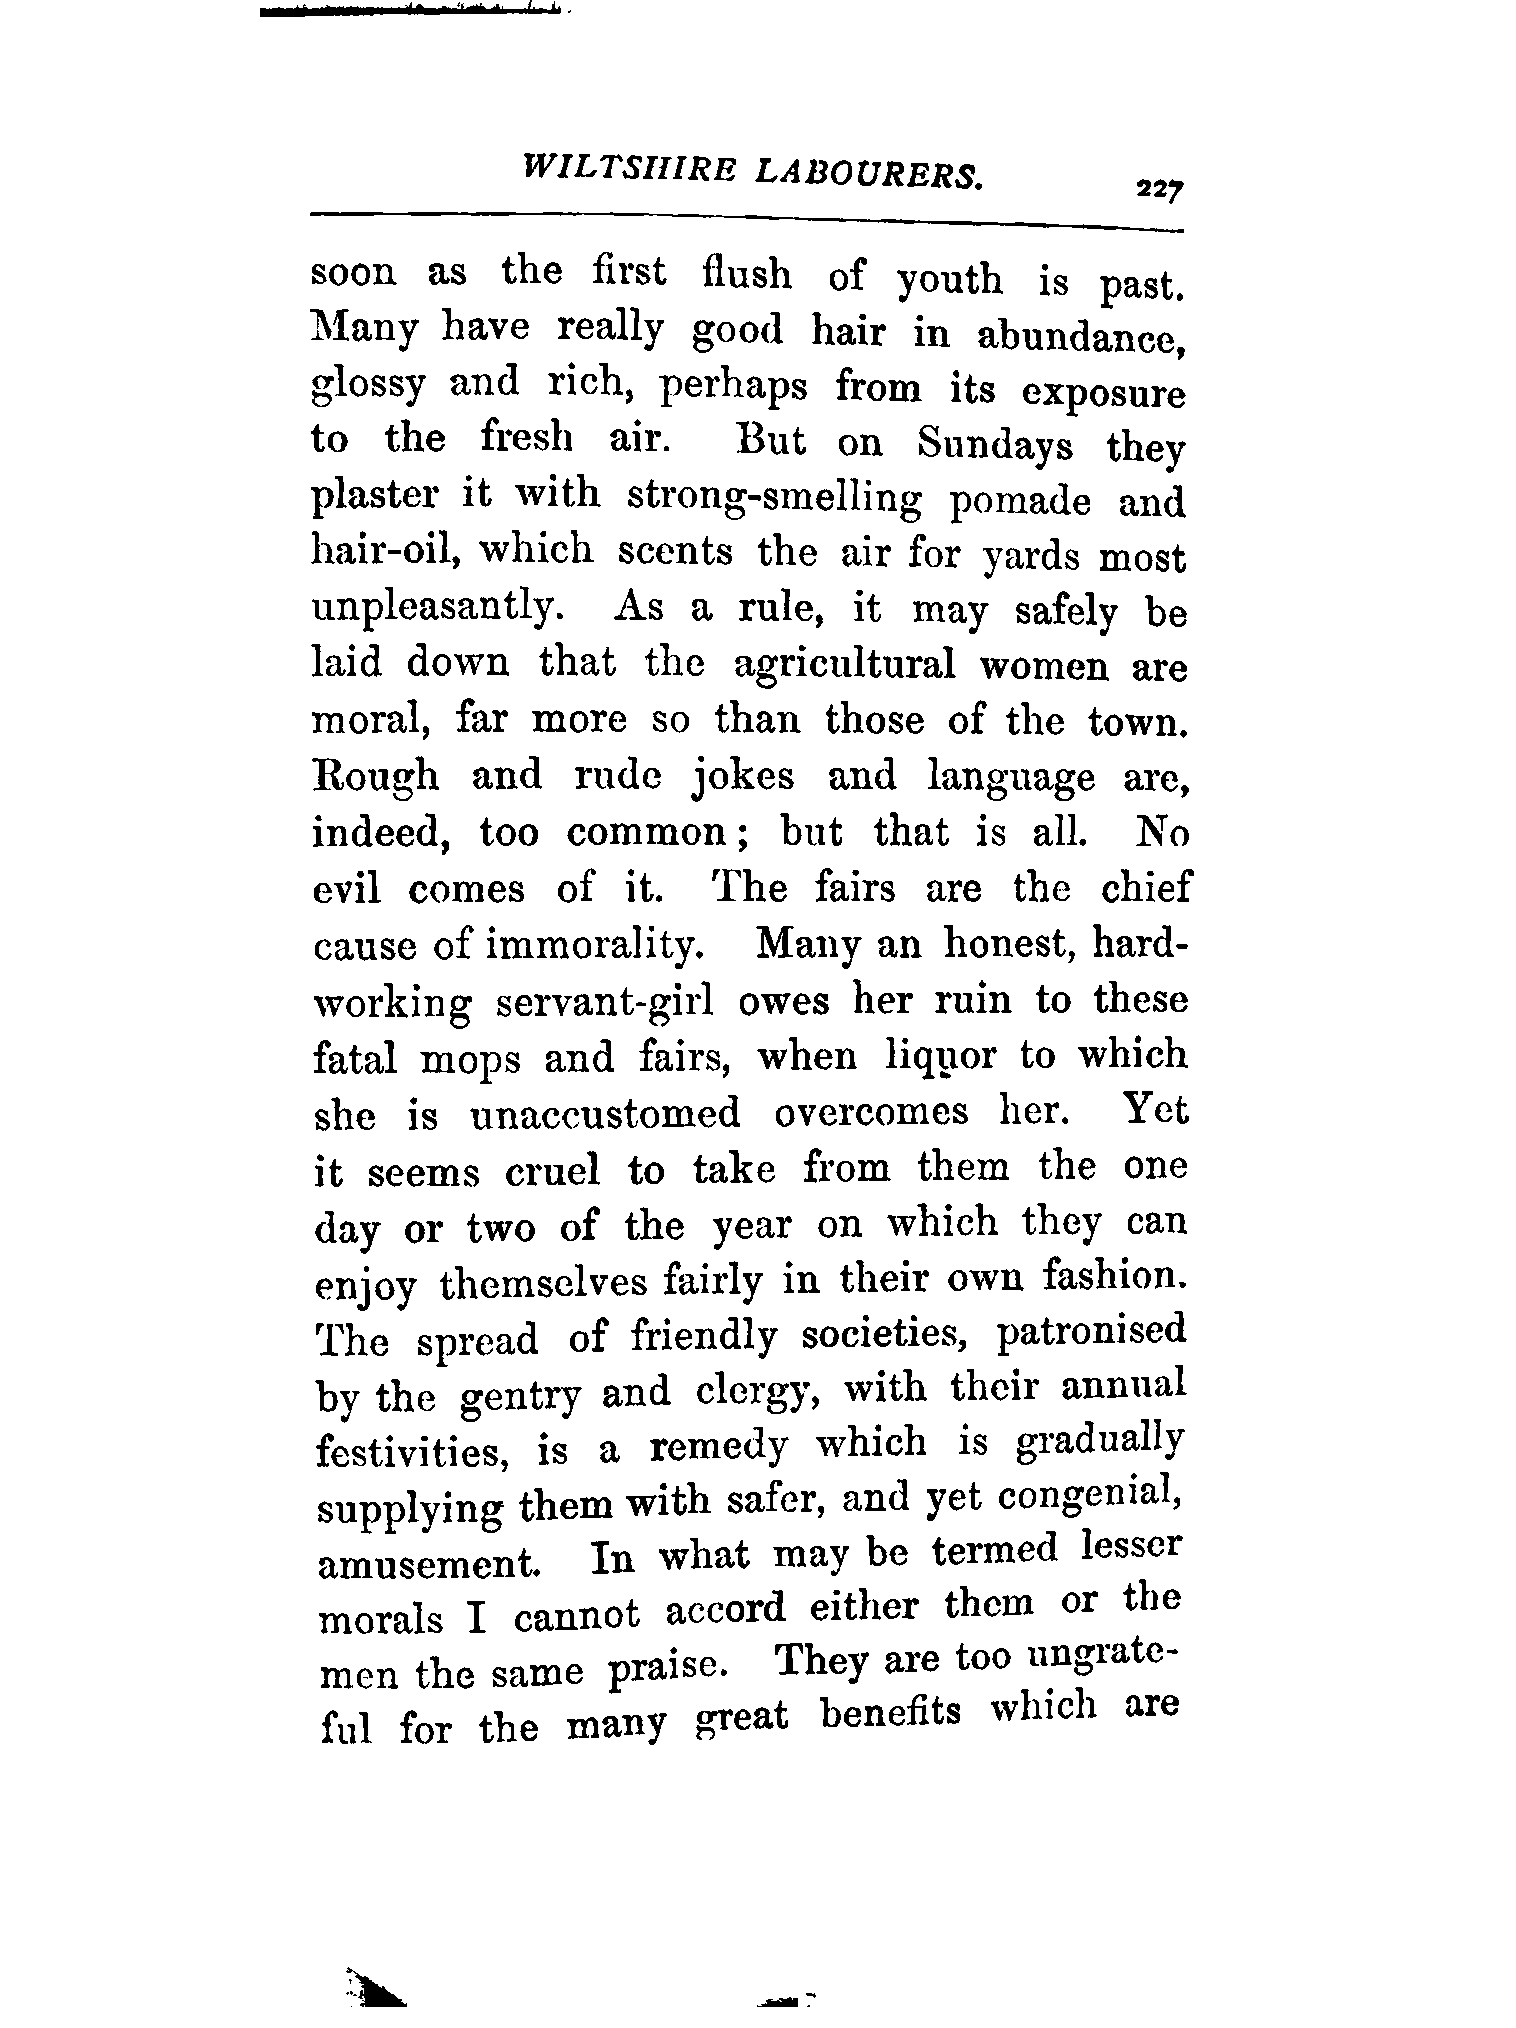 WILTSHIRE LABOURERS. 227
soon as the first flush of youth is past.
Many have really good hair in abundance,
glossy and rich, perhaps from its exposure
to the fresh air. But on Sundays they
plaster it with strong-smelling pomade and
hair-oil, which scents the air for yards most
unpleasantly. As a rule, it may safely be
laid down that the agricultural women are
moral, far more so than those of the town.
Rough and rude jokes and language are,
indeed, too common; but that is all. No
evil comes of it. The fairs are the chief
cause of immorality. Many an honest, hard-
working servant-girl owes her ruin to these
fatal mops and fairs, when liquor to which
she is unaccustomed overcomes her. Yet
it seems cruel to take from them the one
day or two of the year on which they can
enjoy themselves fairly in their own fashion.
The spread of friendly societies, patronised
by the gentry and clergy, with their annual
festivities, is a remedy which is gradually
supplying them with safer, and yet congenial,
amusement. In what may be termed lesser
morals I cannot accord either them or the
men the same praise. They are too ungrate-
ful for the many great benefits which are